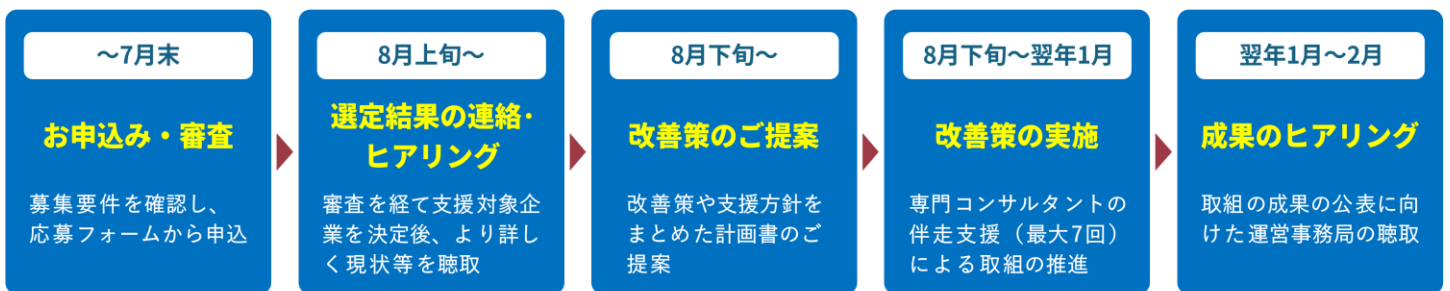 〜7月末
お申込み・審査
募集要件を確認し、
応募フォームから申込
8月上旬〜
選定結果の連絡・
ヒアリング
審査を経て支援対象企
業を決定後、より詳し
く現状等を聴取
8月下旬〜
改善策のご提案
改善策や支援方針を
まとめた計画書のご
提案
8月下旬〜翌年1月
改善策の実施
専門コンサルタントの
伴走支援（最大7回）
による取組の推進
翌年1月〜2月
成果のヒアリング
取組の成果の公表に向
けた運営事務局の聴取